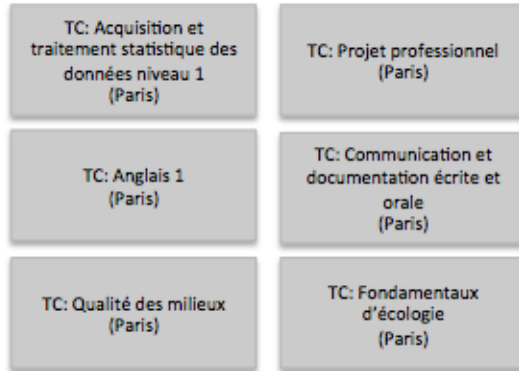 TC: Acquisition et
traitement statistique des
données niveau 1
(Paris)
TC: Projet professionnel
(Paris)
TC: Anglais 1
(Paris)
TC: Communication et
documentation écrite et
orale
(Paris)
TC: Qualité des milieux
(Paris)
TC: Fondamentaux
d'écologie
(Paris)